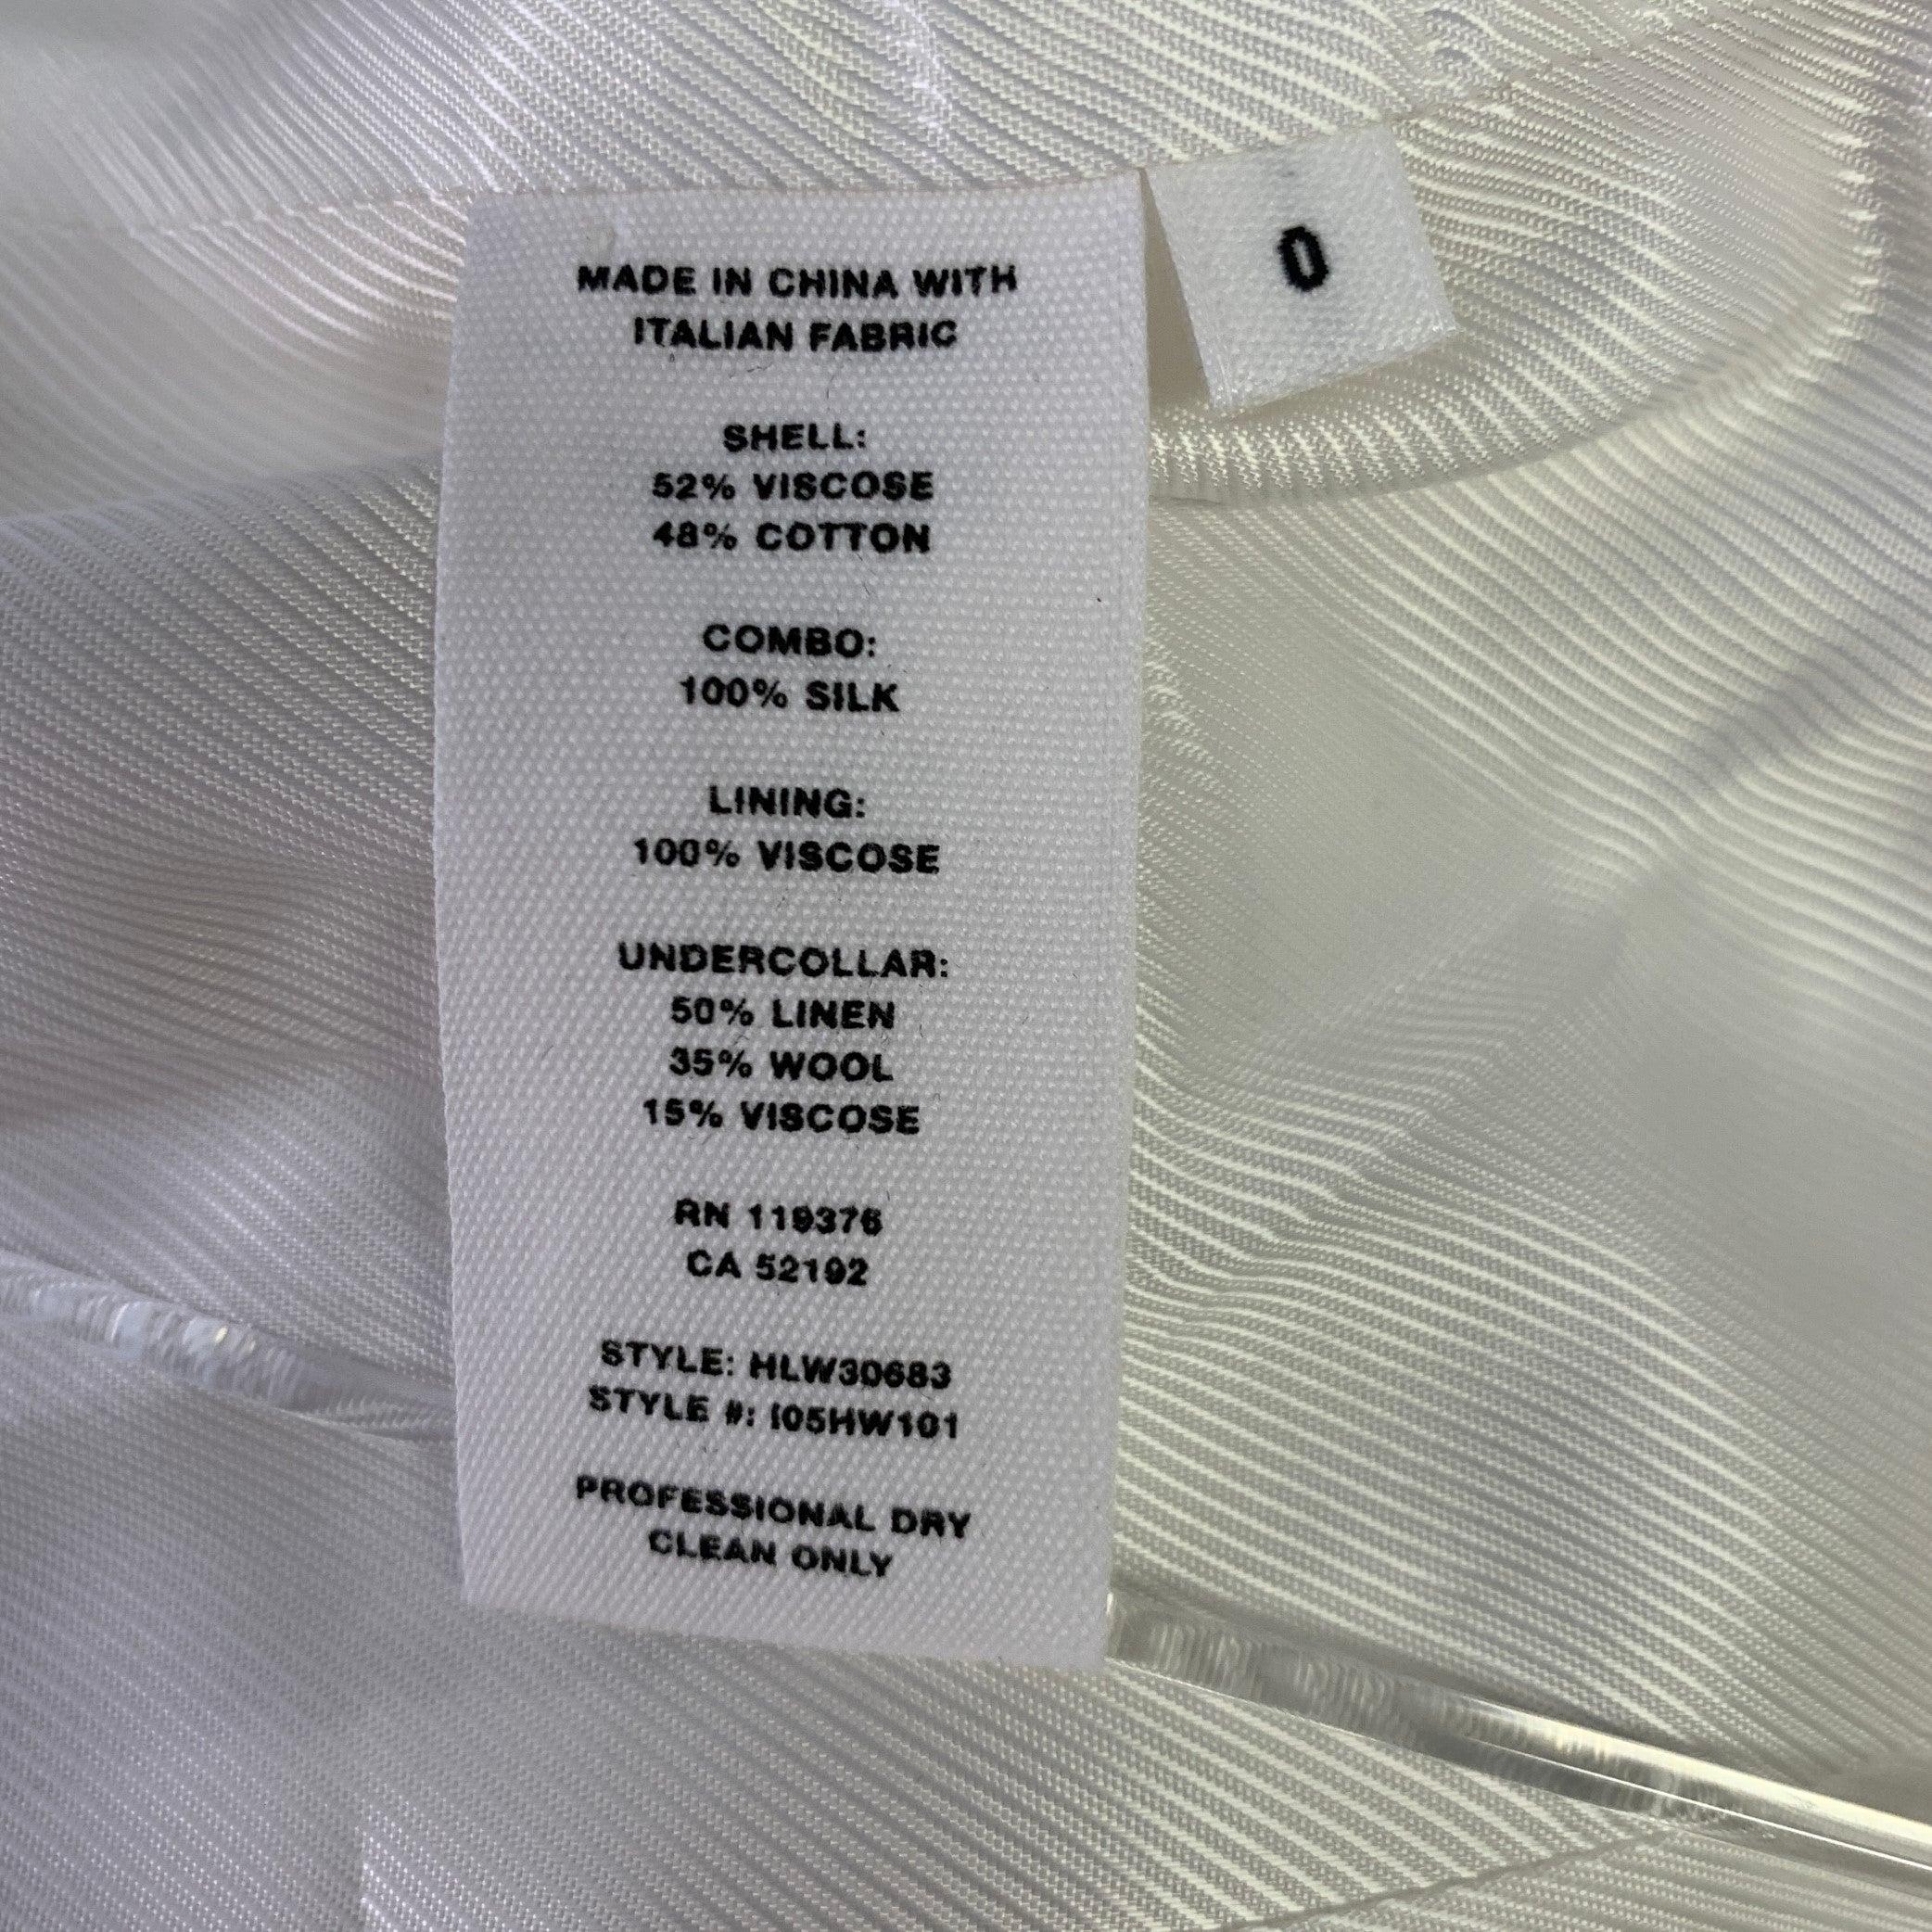 MADE IN CHINA WITH
ITALIAN FABRIC
SHELL:
52% VISCOSE
48% COTTON
COMBO:
100% SILK
LINING:
100% VISCOSE
UNDERCOLLAR:
50% LINEN
35% WOOL
15% VISCOSE
RN 119376
CA 52192
STYLE: HLW30683
STYLE #: I05HW101
PROFESSIONAL DRY
CLEAN ONLY
0